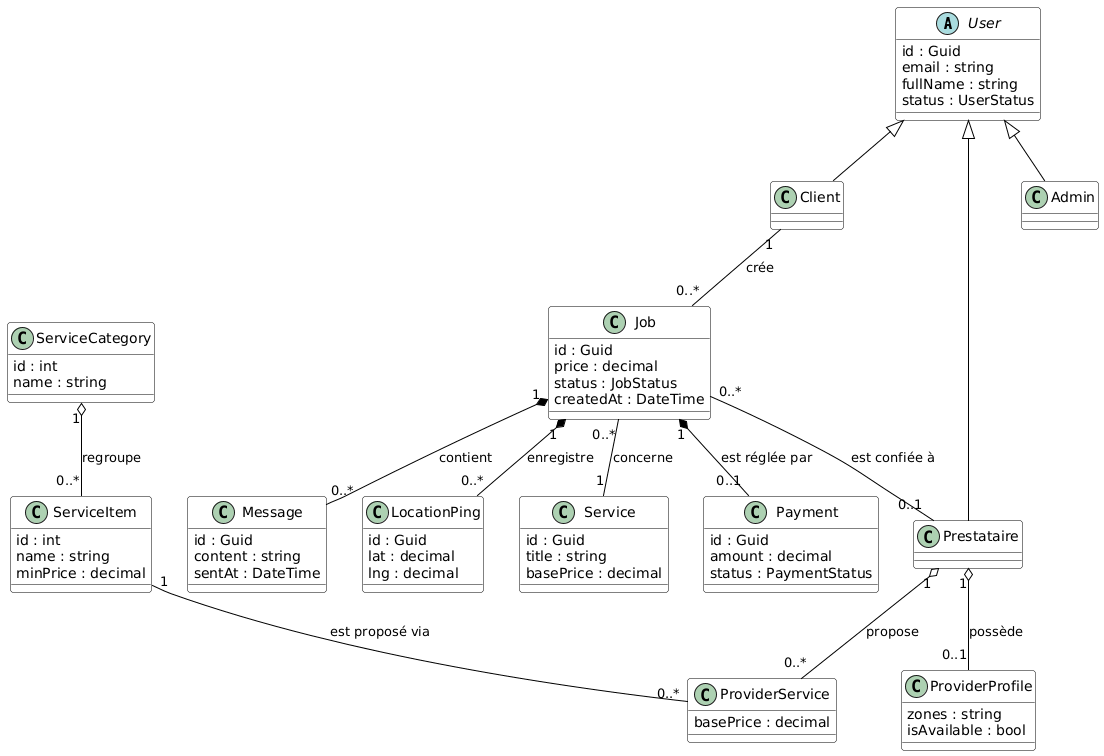 A User
id : Guid
email : string
fullName : string
status : UserStatus
C Client
C Admin
1
crée
0..*
C Job
id : Guid
price : decimal
status : JobStatus
createdAt : DateTime
C ServiceCategory
id : int
name : string
1
regroupe
0..*
1
contient
0..*
1
enregistre
0..*
0..*
concerne
1
1
est réglée par
0..1
0..*
est confiée à
0..1
C ServiceItem
id : int
name : string
minPrice : decimal
C Message
id : Guid
content : string
sentAt : DateTime
C LocationPing
id : Guid
lat : decimal
lng : decimal
C Service
id : Guid
title : string
basePrice : decimal
C Payment
id : Guid
amount : decimal
status : PaymentStatus
C Prestataire
1
est proposé via
0..*
1
propose
0..*
1
possède
0..1
C ProviderService
basePrice : decimal
C ProviderProfile
zones : string
isAvailable : bool